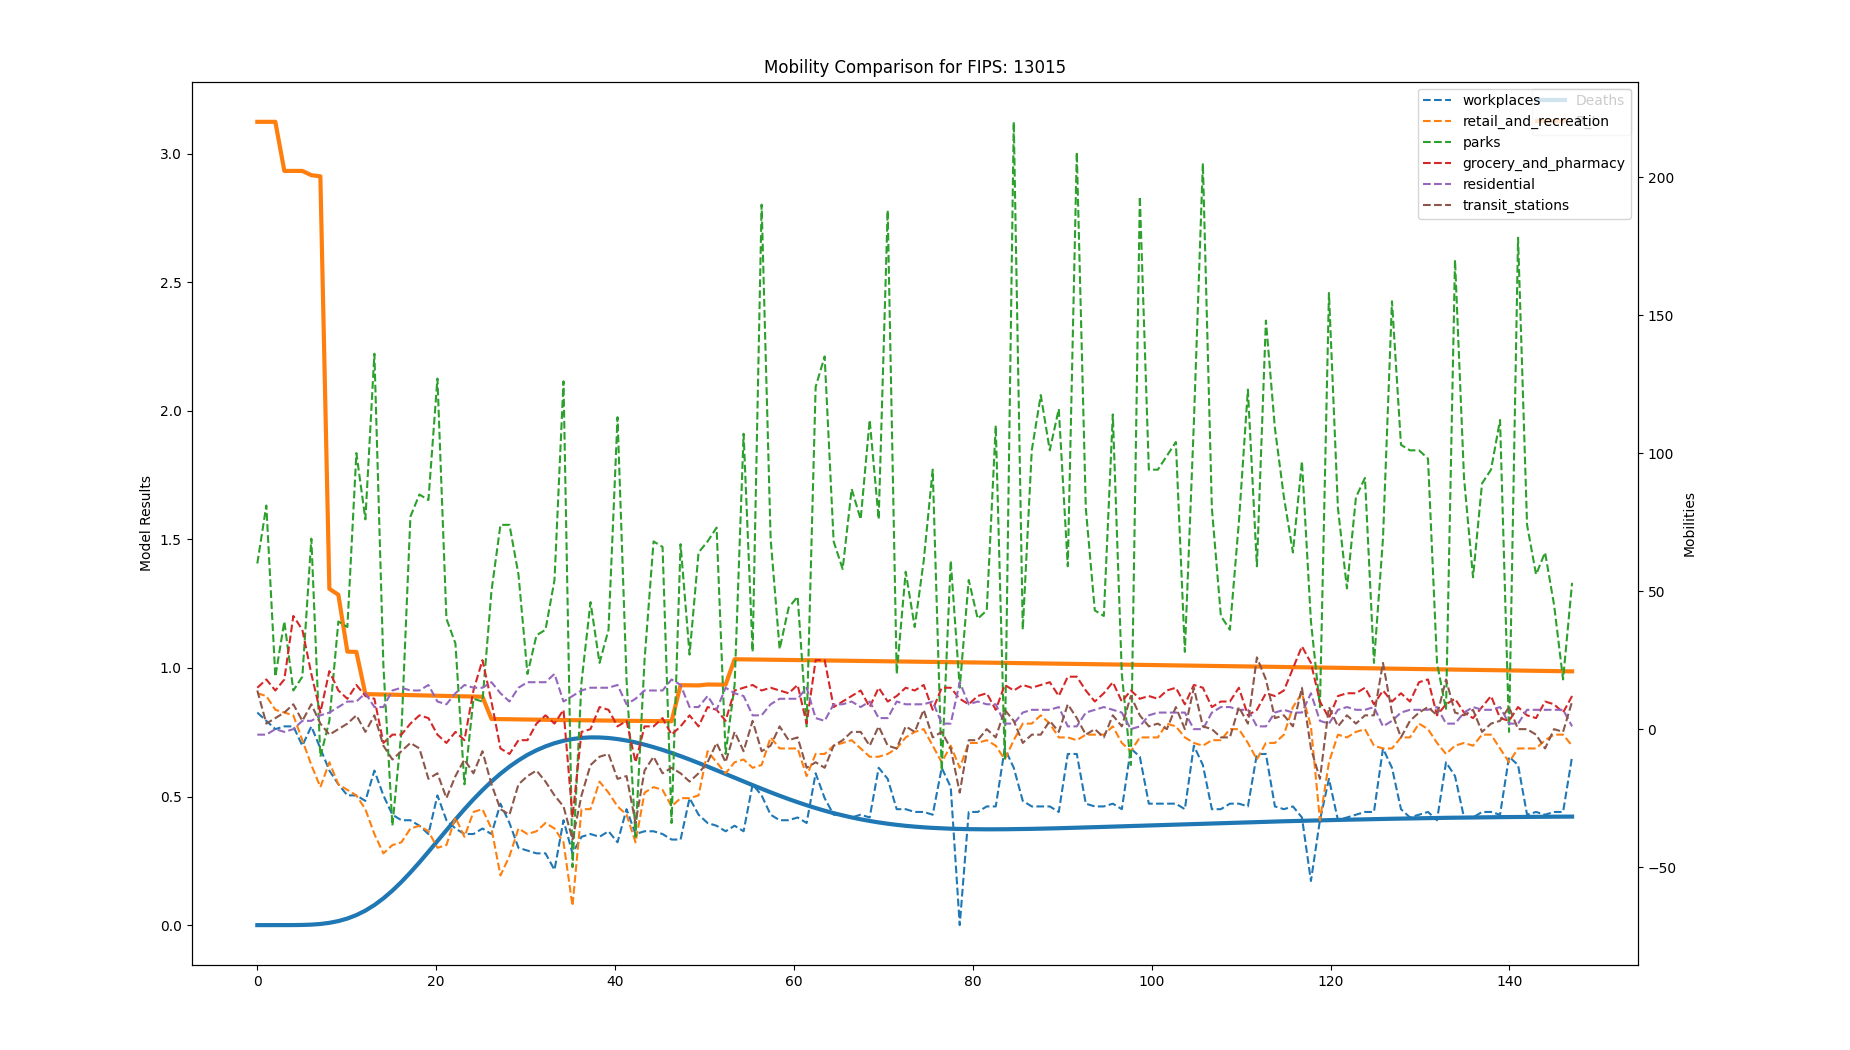 Mobility Comparison for FIPS: 13015
Model Results
3.0
2.5
2.0
1.5
1.0
0.5
0.0
0
20
40
60
80
100
120
140
200
150
100
50
0
−50
Mobilities
Deaths
workplaces
retail_and_recreation
parks
grocery_and_pharmacy
residential
transit_stations